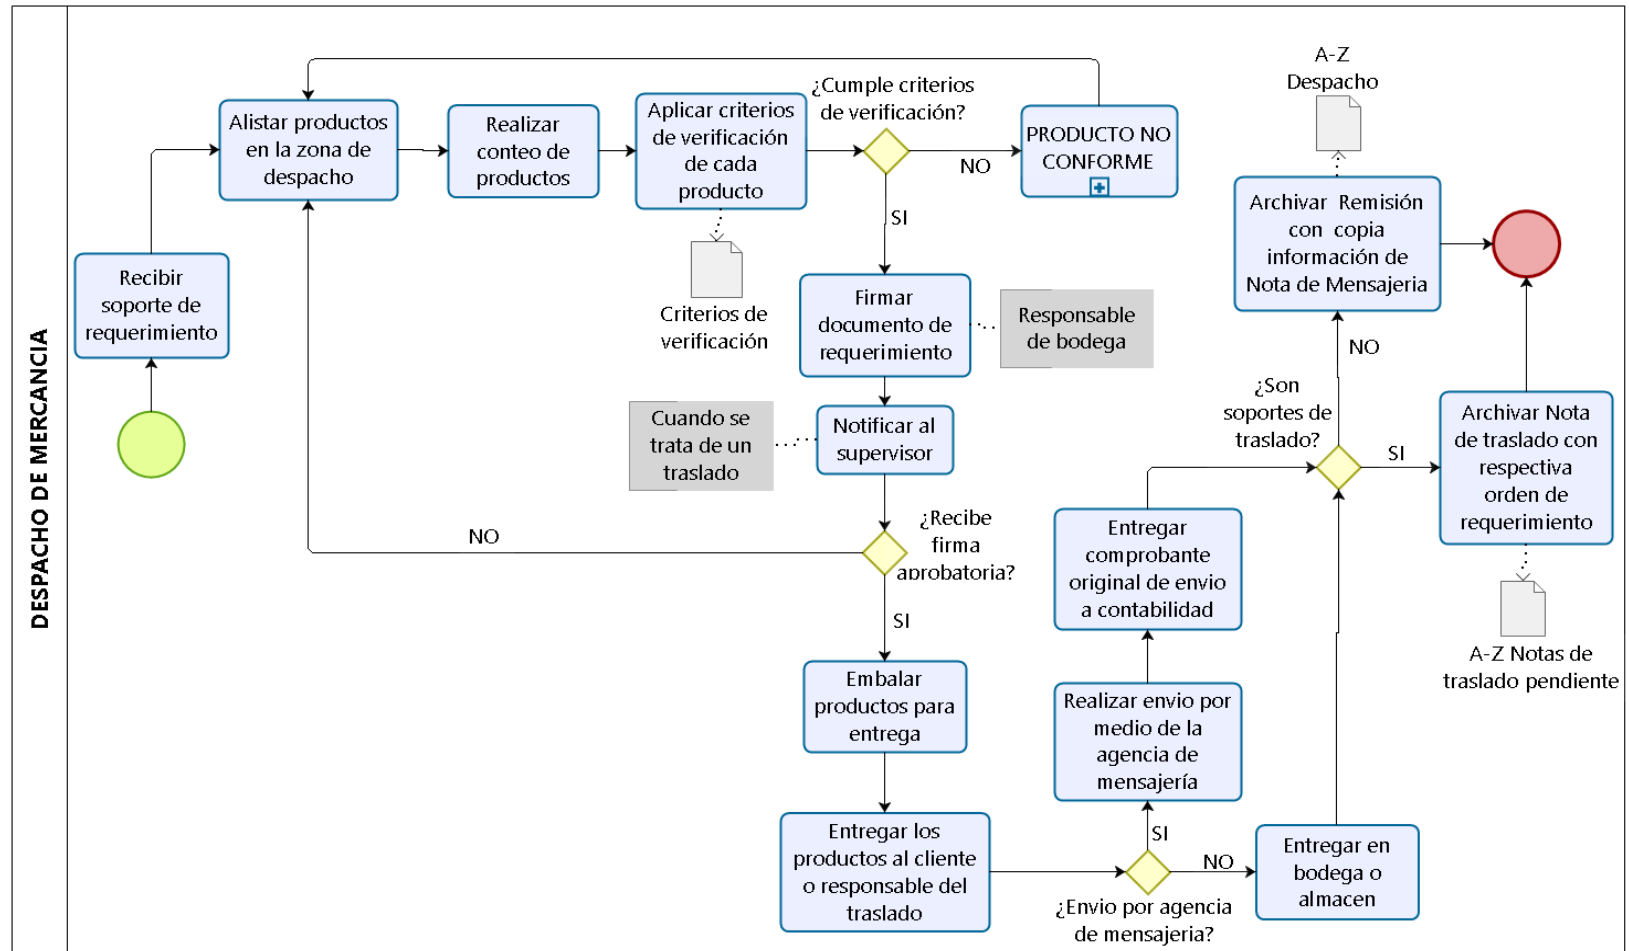 DESPACHO DE MERCANCIA
Recibir
soporte de
requerimiento
Alistar productos
en la zona de
despacho
Realizar
conteo de
productos
Aplicar criterios
de verificación
de cada
producto
Criterios de
verificación
¿Cumple criterios
de verificación?
NO
PRODUCTO NO
CONFORME
SI
Firmar
documento de
requerimiento
Responsable
de bodega
Notificar al
supervisor
Cuando se
trata de un
traslado
¿Recibe
firma
aprobatoria?
NO
SI
Embalar
productos para
entrega
Entregar los
productos al cliente
o responsable del
traslado
¿Envio por agencia
de mensajeria?
SI
Realizar envio por
medio de la
agencia de
mensajería
Entregar
comprobante
original de envio
a contabilidad
NO
Entregar en
bodega o
almacen
¿Son
soportes de
traslado?
NO
Archivar Remisión
con copia
información de
Nota de Mensajeria
A-Z
Despacho
SI
Archivar Nota
de traslado con
respectiva
orden de
requerimiento
A-Z Notas de
traslado pendiente